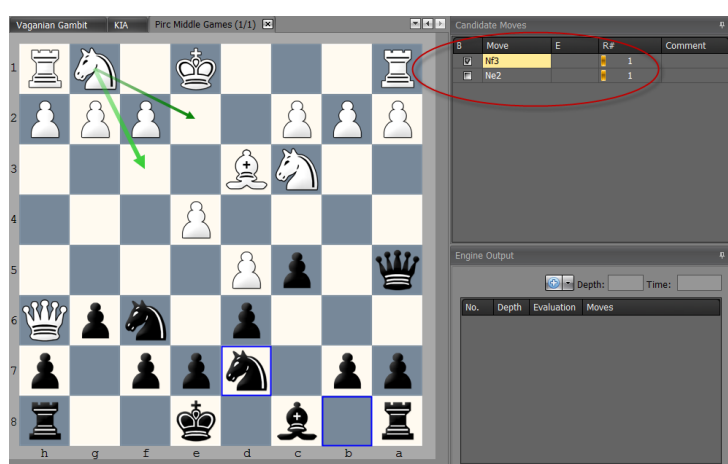 Vaganian Gambit KIA Pirc Middle Games (1/1)
Candidate Moves
B Move E R# Comment
Nf3 1
Ne2 1
1
2
3
4
5
6
7
8
h g f e d c b a
Engine Output
Depth: Time:
No. Depth Evaluation Moves